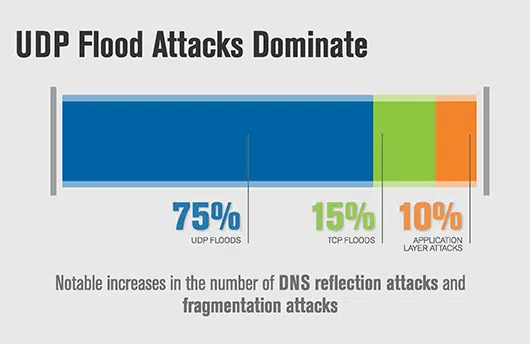 UDP Flood Attacks Dominate
75%
UDP FLOODS
15%
TCP FLOODS
10%
APPLICATION
LAYER ATTACKS
Notable increases in the number of DNS reflection attacks and
fragmentation attacks